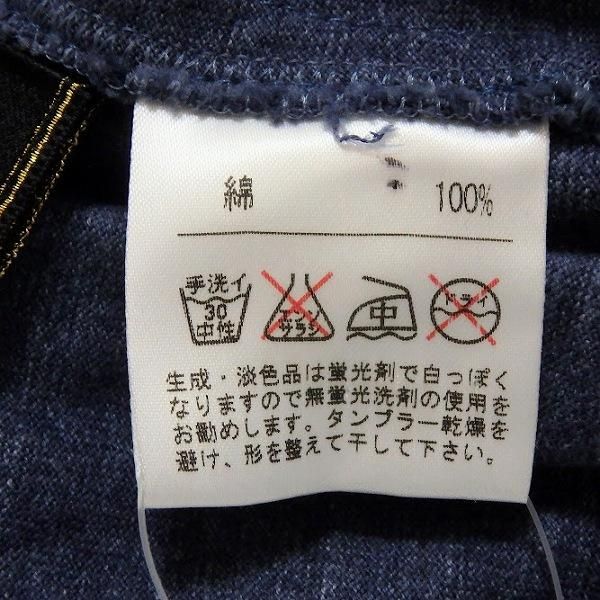 綿 100%
手洗イ
30
中性
エンソ
サラシ
中
ドライ
生成・淡色品は蛍光剤で白っぽく
なりますので無蛍光洗剤の使用を
お勧めします。タンブラー乾燥を
避け、形を整えて干して下さい。